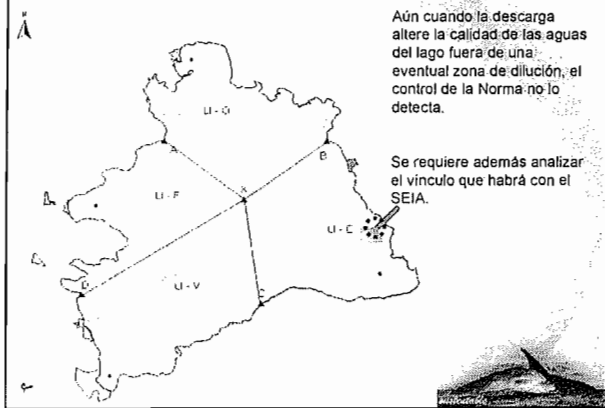 Aún cuando la descarga
altere la calidad de las aguas
del lago fuera de una
eventual zona de dilución, el
control de la Norma no lo
detecta.
Se requiere además analizar
el vínculo que habrá con el
SEIA.
A
B
X
LI - F
LI - V
C
D